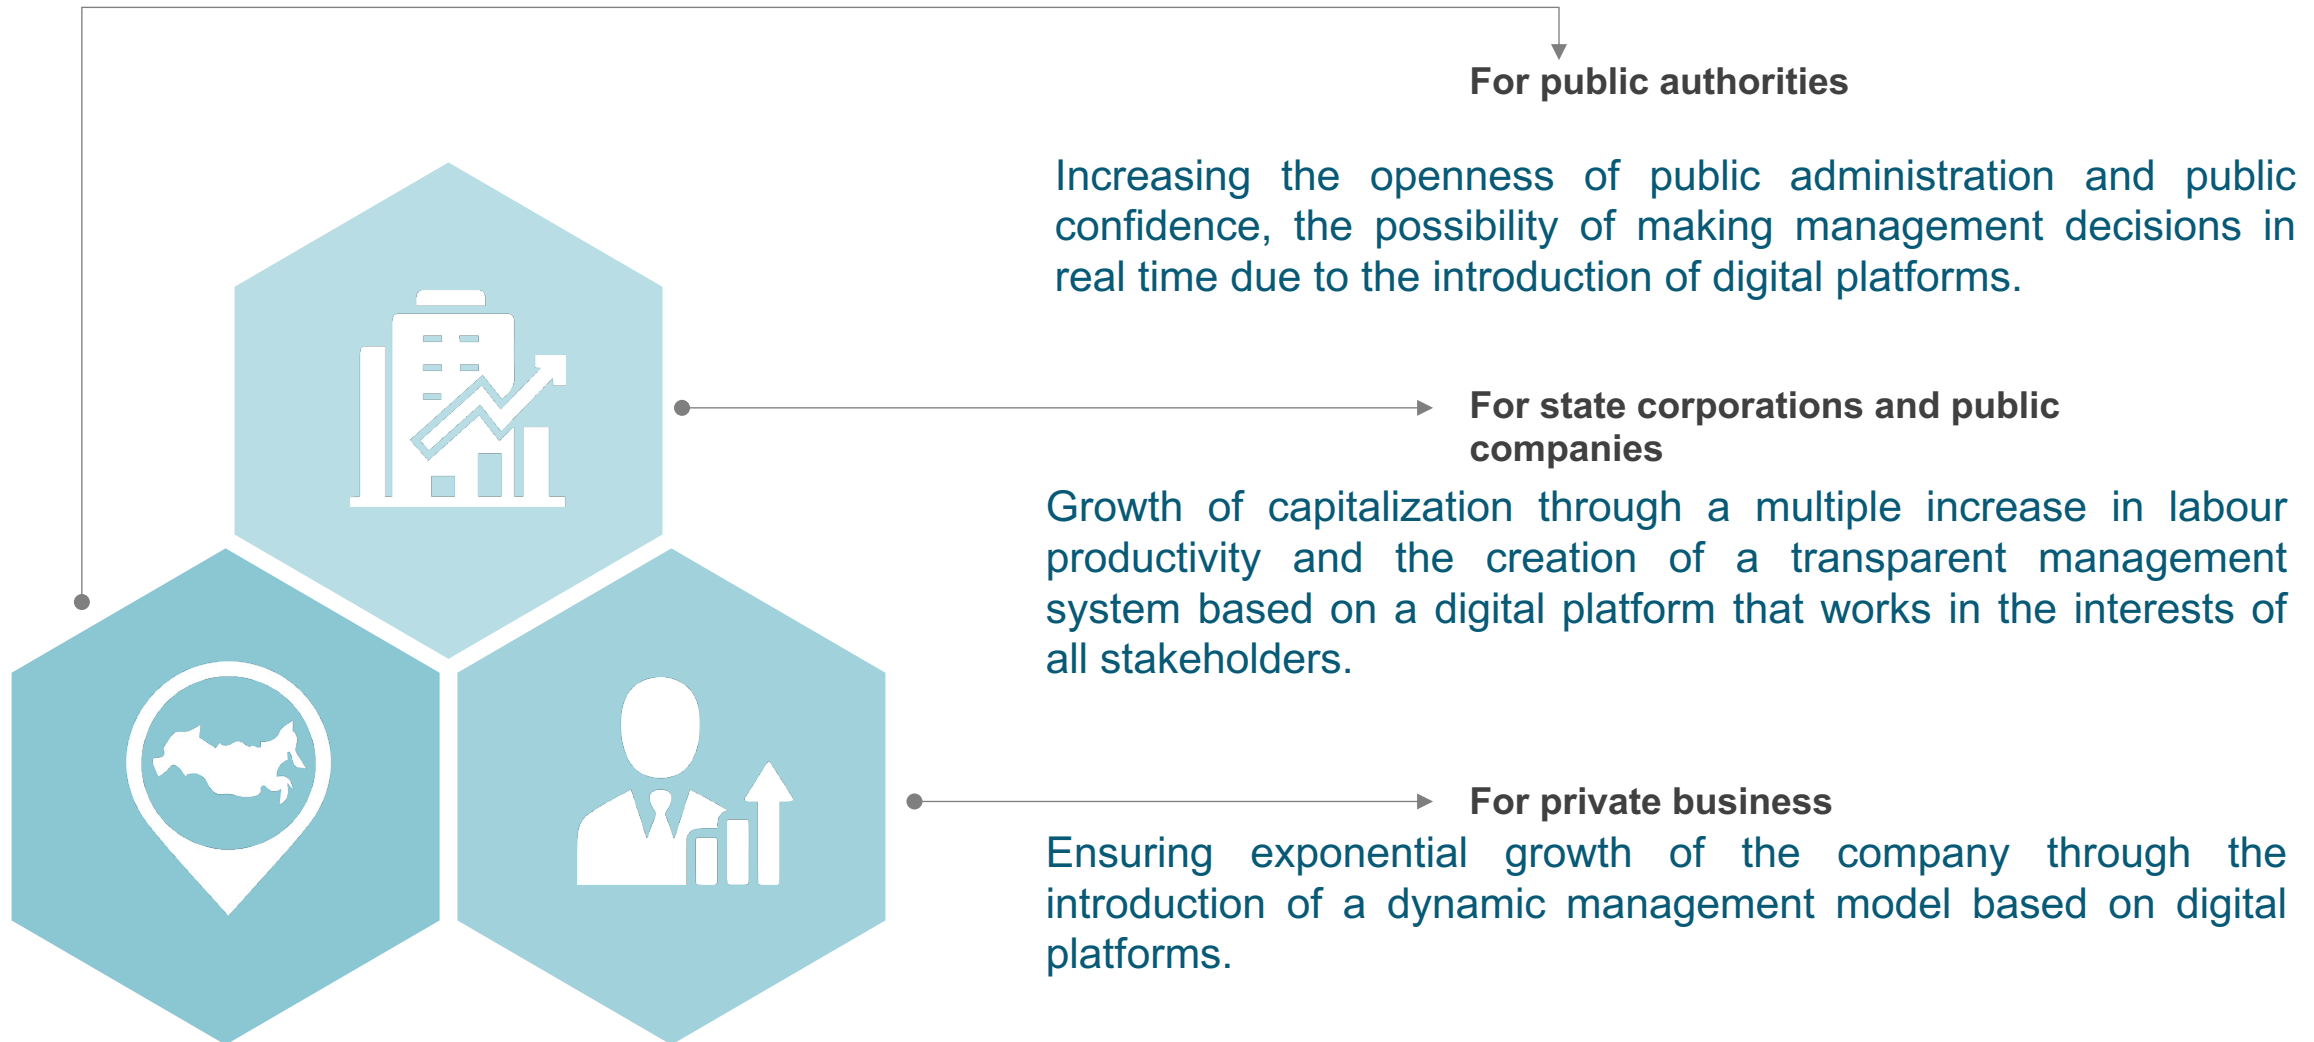 For public authorities
Increasing the openness of public administration and public
confidence, the possibility of making management decisions in
real time due to the introduction of digital platforms.
For state corporations and public
companies
Growth of capitalization through a multiple increase in labour
productivity and the creation of a transparent management
system based on a digital platform that works in the interests of
all stakeholders.
For private business
Ensuring exponential growth of the company through the
introduction of a dynamic management model based on digital
platforms.